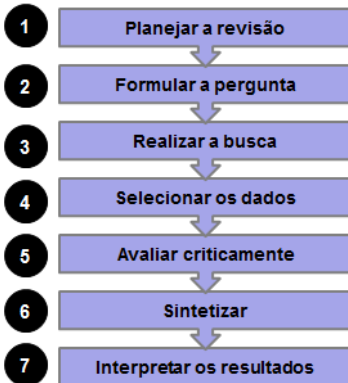 1 Planejar a revisão
2 Formular a pergunta
3 Realizar a busca
4 Selecionar os dados
5 Avaliar criticamente
6 Sintetizar
7 Interpretar os resultados